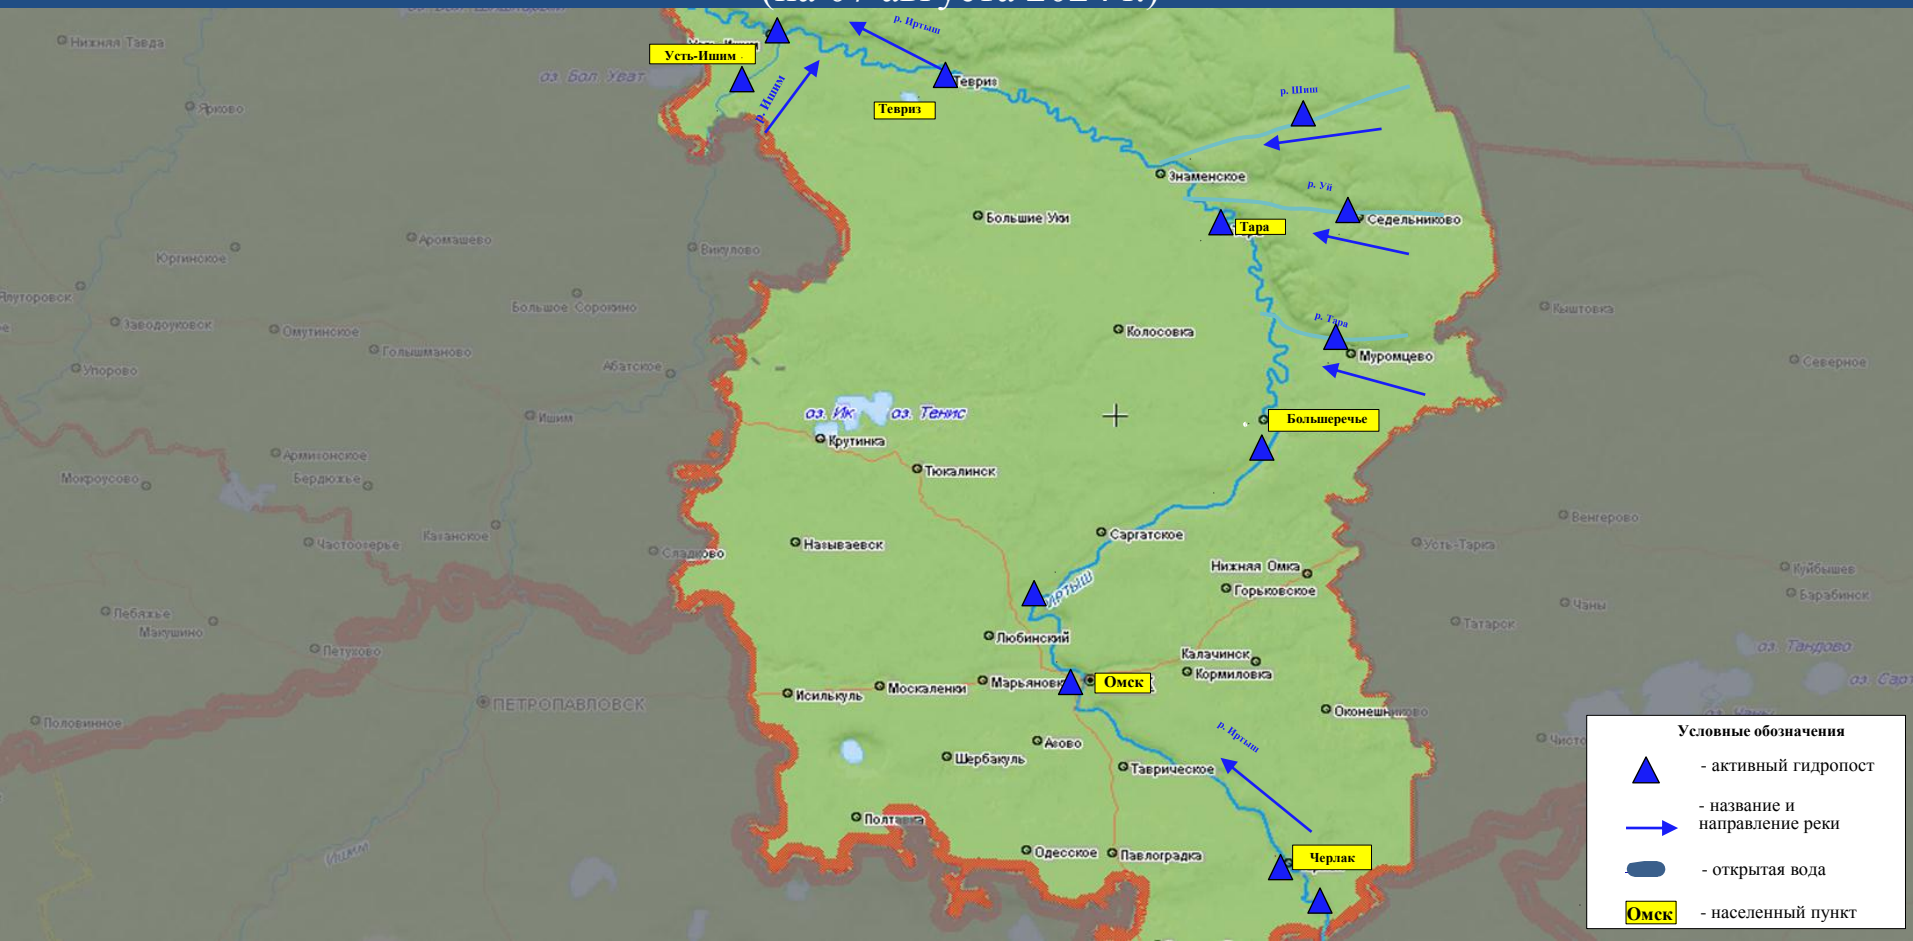 Нижняя Тавда
Усть-Ишим
р. Иртыш
оз. Бол. Уват
р. Ишим
Тевриз
Тевриз
р. Шиш
Ярково
Знаменское
р. Уй
Седельниково
Большие Уки
Тара
Аромашево
Викулово
Юргинское
Ялуторовск
Большое Сорокино
Кыштовка
Заводоуковск
Омутинское
Колосовка
р. Тара
Голышманово
Муромцево
Северное
Упорово
Абатское
оз. Ик
оз. Тенис
Ишим
Большеречье
Крутинка
Армизонское
Тюкалинск
Мокроусово
Бердюжье
Венгерово
Казанское
Саргатское
Частоозерье
Называевск
Усть-Тарка
Сладково
Нижняя Омка
Куйбышев
Горьковское
Иртыш
Барабинск
Чаны
Лебяжье
Макушино
Любинский
Татарск
Петухово
Калачинск
оз. Тандово
Кормиловка
Марьяновк
Омск
Москаленки
Исилькуль
ПЕТРОПАВЛОВСК
Оконешниково
Половинное
р. Иртыш
Азово
Шербакуль
Таврическое
Полтавка
Ишим
Одесское
Павлоградка
Черлак
Условные обозначения
- активный гидропост
- название и
направление реки
- открытая вода
Омск
- населенный пункт